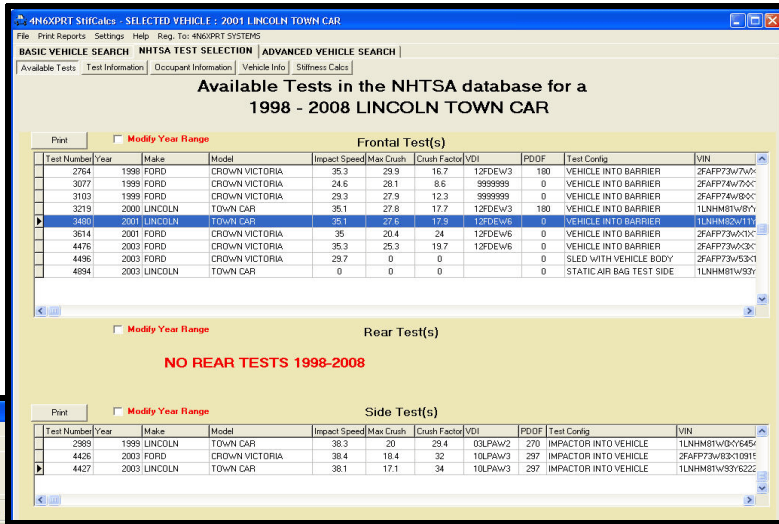 4N6XPRT StifCalcs - SELECTED VEHICLE : 2001 LINCOLN TOWN CAR
File Print Reports Settings Help Reg. To: 4N6XPRT SYSTEMS
BASIC VEHICLE SEARCH NHTSA TEST SELECTION ADVANCED VEHICLE SEARCH
Available Tests Test Information Occupant Information Vehicle Info Stiffness Calcs
Available Tests in the NHTSA database for a
1998 - 2008 LINCOLN TOWN CAR
Print Modify Year Range Frontal Test(s)
Test Number Year Make Model Impact Speed Max Crush Crush Factor VDI PDOF Test Config VIN
2764 1998 FORD CROWN VICTORIA 35.3 29.9 16.7 12FDEW3 180 VEHICLE INTO BARRIER 2FAFP73W7W
3077 1999 FORD CROWN VICTORIA 24.6 28.1 8.6 9999999 0 VEHICLE INTO BARRIER 2FAFP74W7X
3103 1999 FORD CROWN VICTORIA 29.3 27.9 12.3 9999999 0 VEHICLE INTO BARRIER 2FAFP74W8X
3219 2000 LINCOLN TOWN CAR 35.1 27.8 17.7 12FDEW3 180 VEHICLE INTO BARRIER 1LNHM81W8Y
3480 2001 LINCOLN TOWN CAR 35.1 27.6 17.9 12FDEW6 0 VEHICLE INTO BARRIER 1LNHM82W11Y
3614 2001 FORD CROWN VICTORIA 35 20.4 24 12FDEW6 0 VEHICLE INTO BARRIER 2FAFP73W1X
4476 2003 FORD CROWN VICTORIA 35.3 25.3 19.7 12FDEW6 0 VEHICLE INTO BARRIER 2FAFP73W3X
4496 2003 FORD CROWN VICTORIA 29.7 0 0 0 SLED WITH VEHICLE BODY 2FAFP73W53X
4894 2003 LINCOLN TOWN CAR 0 0 0 0 STATIC AIR BAG TEST SIDE 1LNHM81W93Y
Modify Year Range Rear Test(s)
NO REAR TESTS 1998-2008
Print Modify Year Range Side Test(s)
Test Number Year Make Model Impact Speed Max Crush Crush Factor VDI PDOF Test Config VIN
2989 1999 LINCOLN TOWN CAR 38.3 20 29.4 03LPAW2 270 IMPACTOR INTO VEHICLE 1LNHM81W0XY645
4426 2003 FORD CROWN VICTORIA 38.4 18.4 32 10LPAW3 297 IMPACTOR INTO VEHICLE 2FAFP73W83X10915
4427 2003 LINCOLN TOWN CAR 38.1 17.1 34 10LPAW3 297 IMPACTOR INTO VEHICLE 1LNHM81W93Y6222